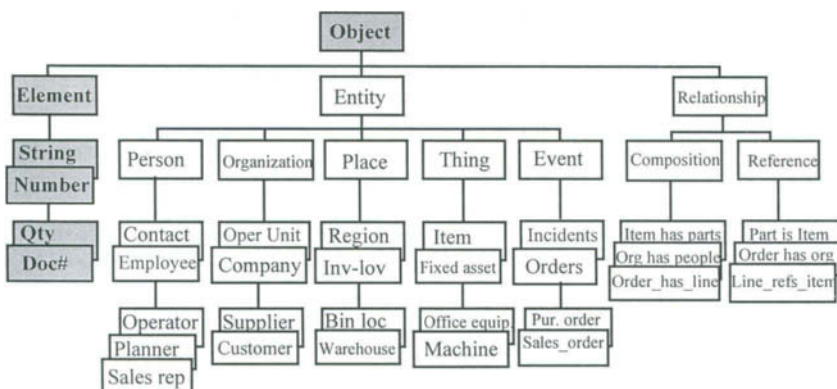 Object
Element
Entity
Relationship
String
Number
Person
Organization
Place
Thing
Event
Composition
Reference
Qty
Doc#
Contact
Employee
Oper Unit
Company
Region
Inv-lov
Item
Fixed asset
Incidents
Orders
Item has parts
Org has people
Order_has_line
Part is Item
Order has org
Line_refs_item
Operator
Planner
Sales rep
Supplier
Customer
Bin loc
Warehouse
Office equip.
Machine
Pur. order
Sales_order